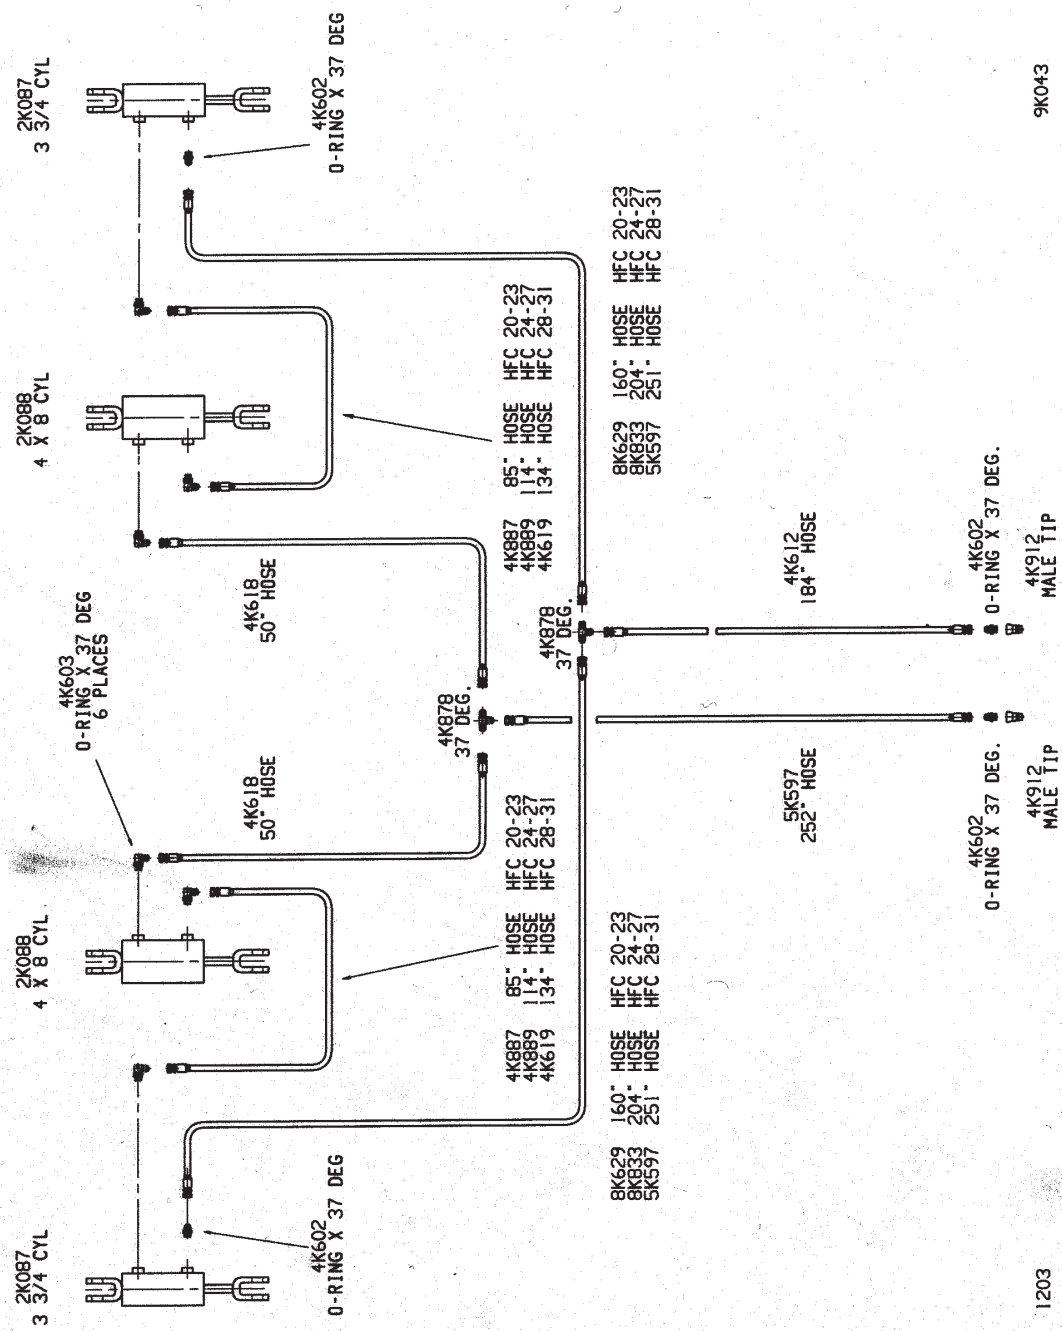 2K087
3 3/4 CYL
2K088
4 X 8 CYL
4K603
O-RING X 37 DEG
6 PLACES
2K088
4 X 8 CYL
2K087
3 3/4 CYL
4K602
O-RING X 37 DEG
4K618
50" HOSE
4K618
50" HOSE
4K602
O-RING X 37 DEG
4K878
37 DEG.
4K887 85" HOSE HFC 20-23
4K889 114" HOSE HFC 24-27
4K619 134" HOSE HFC 28-31
4K878
37 DEG.
4K887 85" HOSE HFC 20-23
4K889 114" HOSE HFC 24-27
4K619 134" HOSE HFC 28-31
8K629 160" HOSE HFC 20-23
8K833 204" HOSE HFC 24-27
5K597 251" HOSE HFC 28-31
8K629 160" HOSE HFC 20-23
8K833 204" HOSE HFC 24-27
5K597 251" HOSE HFC 28-31
5K597
252" HOSE
4K612
184" HOSE
4K602
O-RING X 37 DEG.
4K602
O-RING X 37 DEG.
4K912
MALE TIP
4K912
MALE TIP
1203
9K043